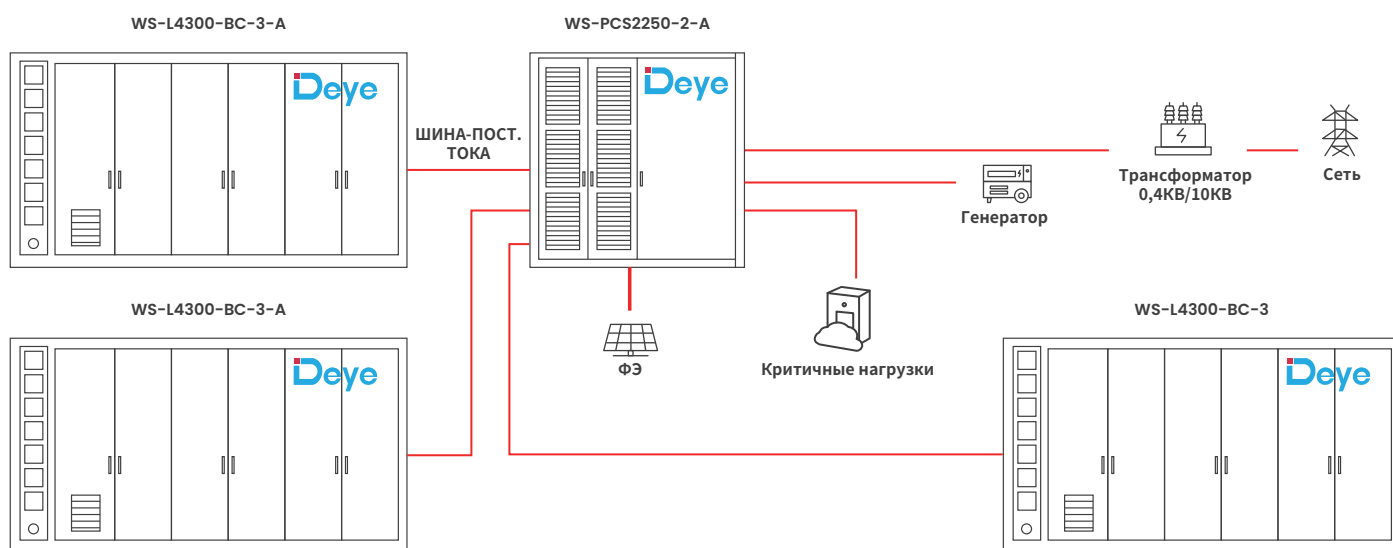 WS-L4300-BC-3-A
WS-PCS2250-2-A
Deye
Deye
ШИНА-ПОСТ.
ТОКА
Трансформатор
0,4КВ/10КВ
Сеть
Генератор
WS-L4300-BC-3-A
WS-L4300-BC-3
Deye
ФЭ
Критичные нагрузки
Deye